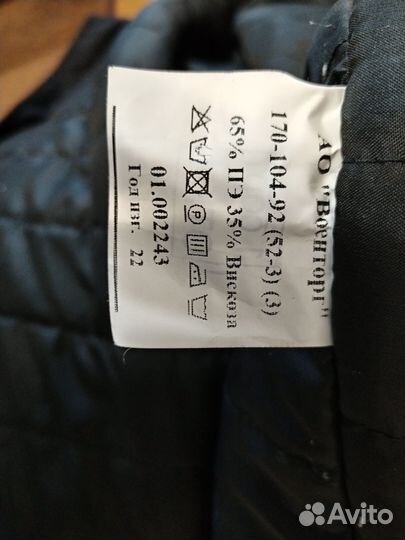 АО "Военторг"
170-104-92 (52-3) (3)
65% ПЭ 35% Вискоза
01.002243
Год изг. 22
Avito